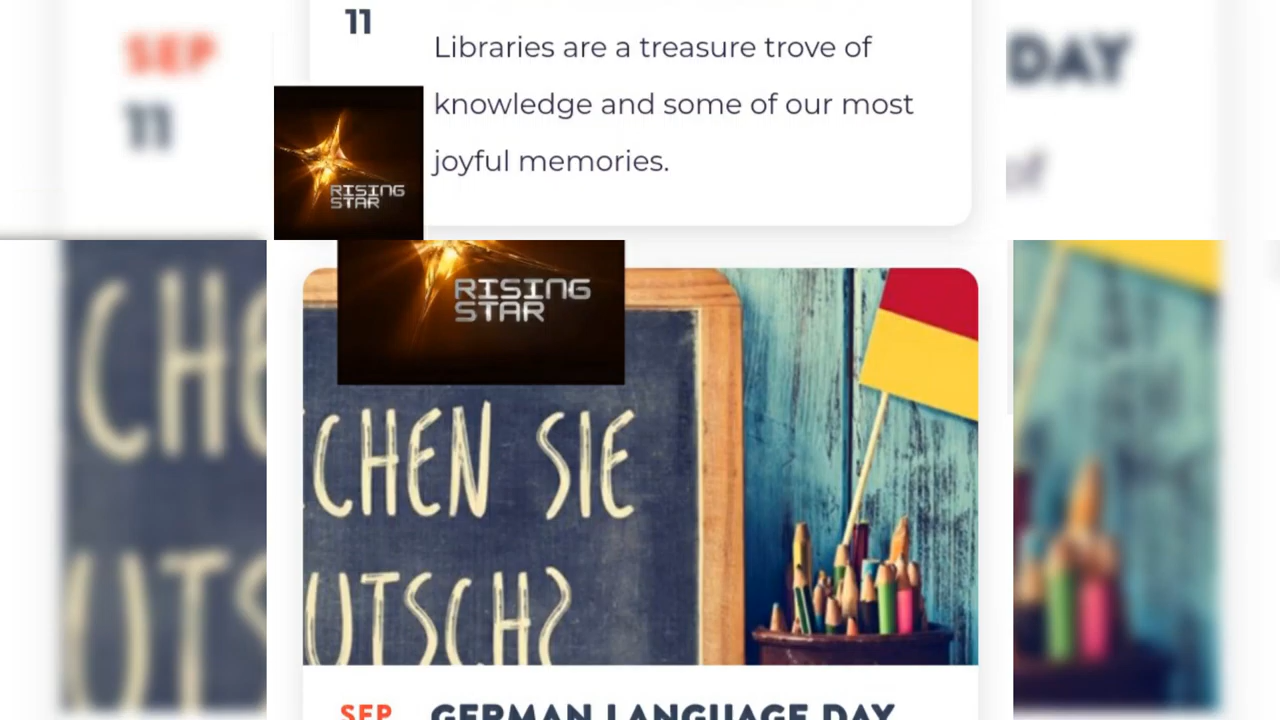 SEP
11
11
Libraries are a treasure trove of
knowledge and some of our most
joyful memories.
DAY
of
RISING
STAR
RISING
STAR
CHEN SIE
UTSCH?
SEP
GERMAN LANGUAGE DAY